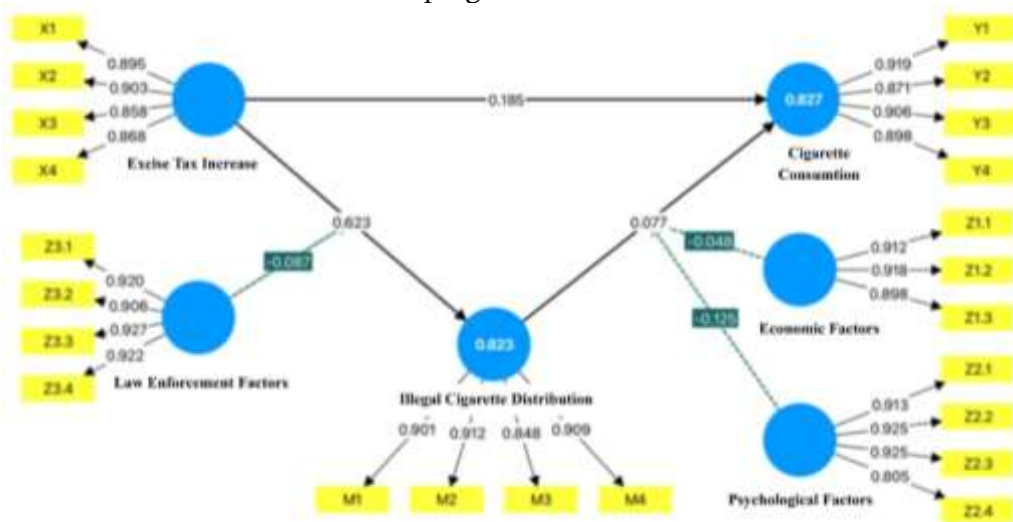 X1
0.895
X2
0.903
X3
0.858
X4
0.868
Excise Tax Increase
0.185
0.827
Cigarette
Consumtion
0.919
Y1
0.871
Y2
0.906
Y3
0.898
Y4
0.623
-0.087
0.077
-0.048
-0.125
Z3.1
0.920
Z3.2
0.906
Z3.3
0.927
Z3.4
0.922
Law Enforcement Factors
0.823
Illegal Cigarette Distribution
0.901
0.912
0.848
0.909
M1
M2
M3
M4
Z1.1
0.912
Z1.2
0.918
Z1.3
0.898
Economic Factors
Z2.1
0.913
Z2.2
0.925
Z2.3
0.925
Z2.4
0.805
Psychological Factors